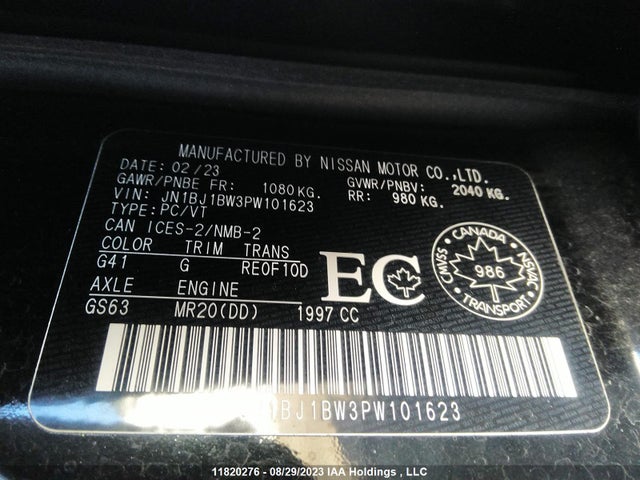 MANUFACTURED BY NISSAN MOTOR CO.,LTD.
DATE: 02/23
GAWR/PNBE FR: 1080 KG. GVWR/PNBV: 2040 KG.
VIN: JN1BJ1BW3PW101623 RR: 980 KG.
TYPE: PC/VT
CAN ICES-2/NMB-2
COLOR TRIM TRANS
G41 G REOF10D
AXLE ENGINE
GS63 MR20(DD) 1997 CC
EC
CANADA
CMVSS 986 NSVAC
TRANSPORT
1BJ1BW3PW101623
11820276 - 08/29/2023 IAA Holdings , LLC